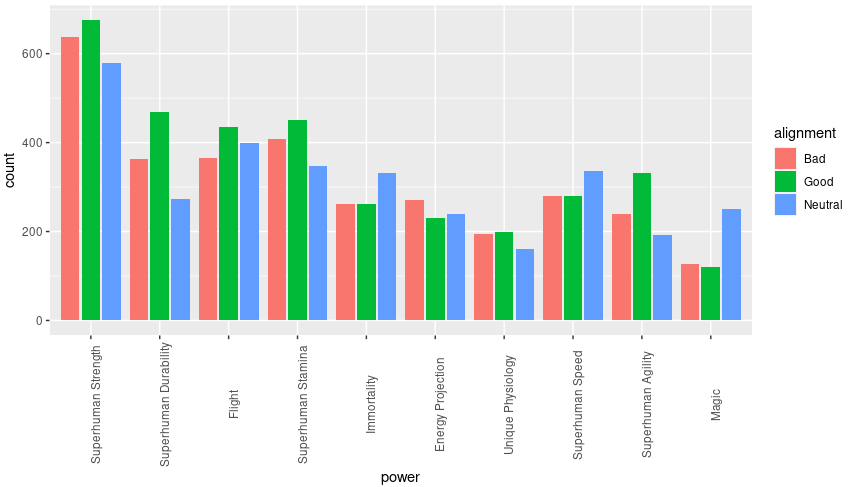 600
400
200
0
count
Superhuman Strength
Superhuman Durability
Flight
Superhuman Stamina
Immortality
Energy Projection
Unique Physiology
Superhuman Speed
Superhuman Agility
Magic
power
alignment
Bad
Good
Neutral